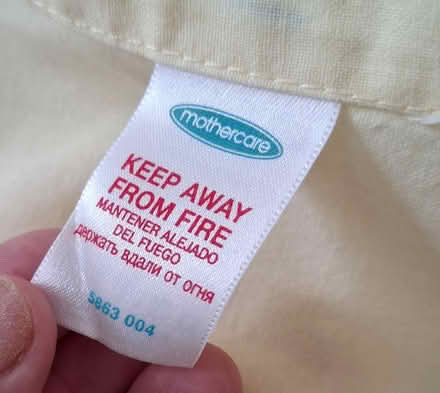 mothercare
KEEP AWAY
FROM FIRE
MANTENER ALEJADO
DEL FUEGO
держать вдали от огня
5863 004